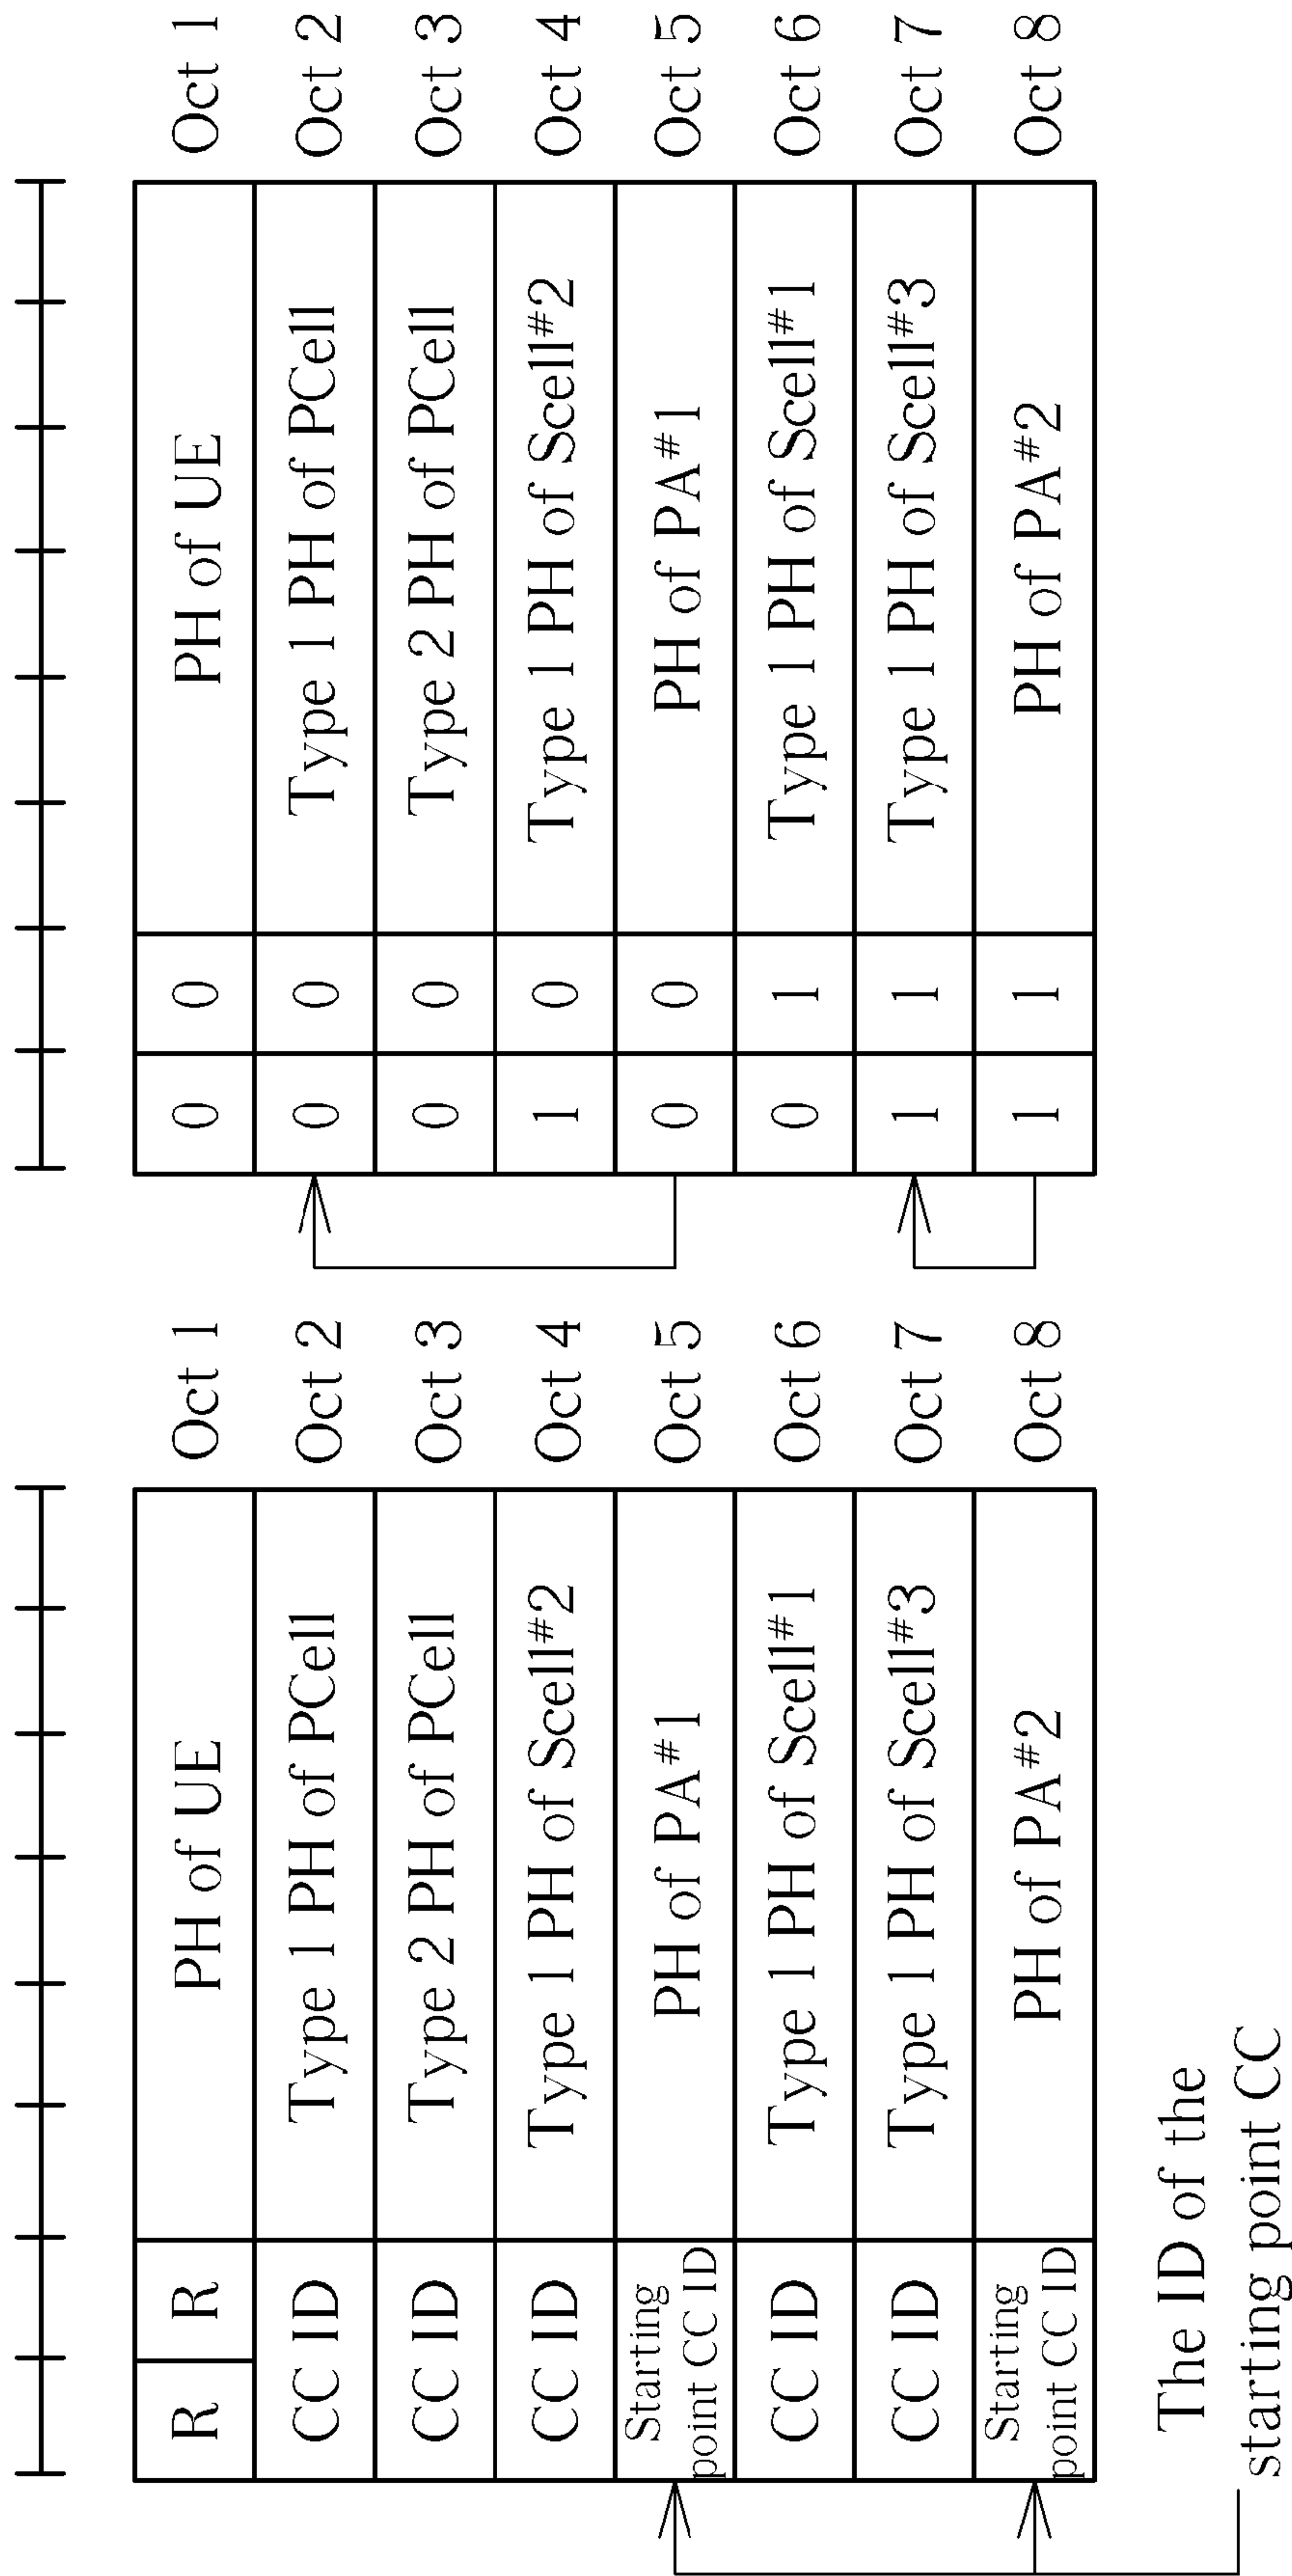 R R PH of UE Oct 1
CC ID Type 1 PH of PCell Oct 2
CC ID Type 2 PH of PCell Oct 3
CC ID Type 1 PH of Scell#2 Oct 4
Starting
point CC ID PH of PA#1 Oct 5
CC ID Type 1 PH of Scell#1 Oct 6
CC ID Type 1 PH of Scell#3 Oct 7
Starting
point CC ID PH of PA#2 Oct 8
The ID of the
starting point CC
0 0 PH of UE Oct 1
0 0 Type 1 PH of PCell Oct 2
0 0 Type 2 PH of PCell Oct 3
1 0 Type 1 PH of Scell#2 Oct 4
0 0 PH of PA#1 Oct 5
0 1 Type 1 PH of Scell#1 Oct 6
1 1 Type 1 PH of Scell#3 Oct 7
1 1 PH of PA#2 Oct 8